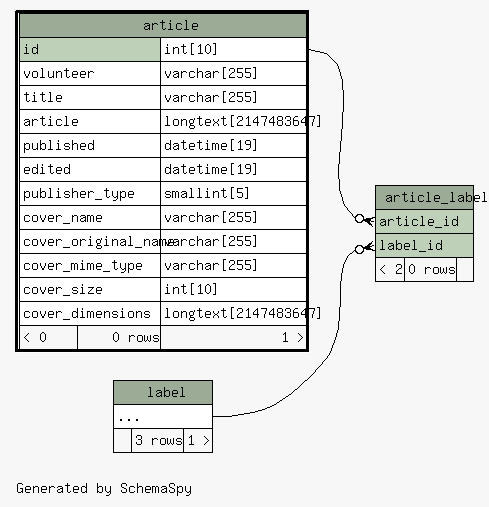 article
id int[10]
volunteer varchar[255]
title varchar[255]
article longtext[2147483647]
published datetime[19]
edited datetime[19]
publisher_type smallint[5]
cover_name varchar[255]
cover_original_name varchar[255]
cover_mime_type varchar[255]
cover_size int[10]
cover_dimensions longtext[2147483647]
< 0 0 rows 1 >
article_label
article_id
label_id
< 2 0 rows
label
...
3 rows 1 >
Generated by SchemaSpy